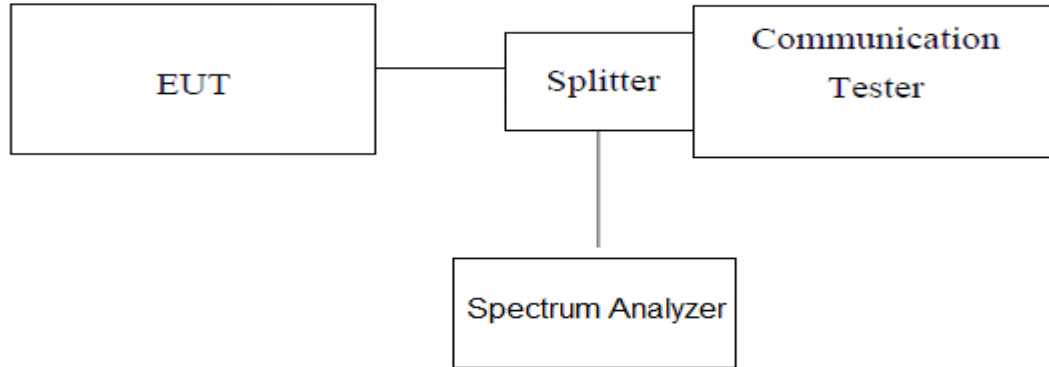 EUT
Splitter
Communication
Tester
Spectrum Analyzer